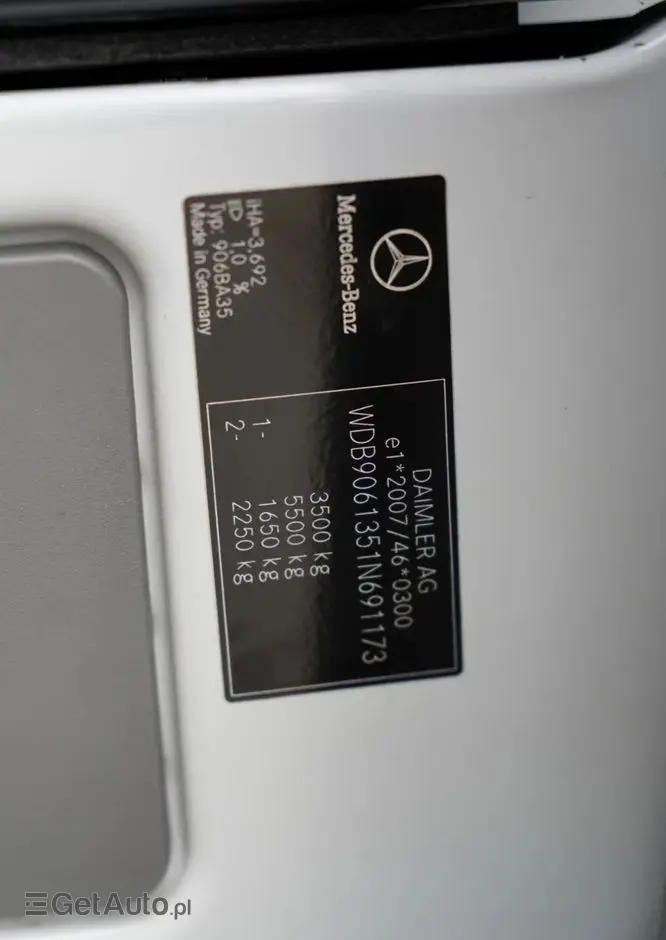 Mercedes-Benz
iHA=3,692
1,0 %
Typ: 906BA35
Made in Germany
DAIMLER AG
e1*2007/46*0300
WDB9061351N691173
3500 kg
5500 kg
1- 1650 kg
2- 2250 kg
GetAuto.pl